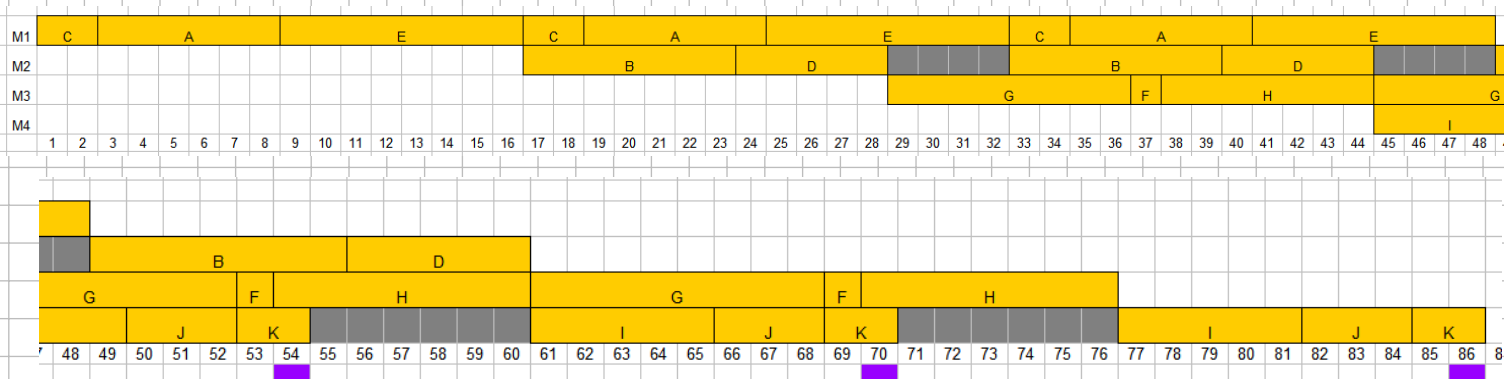 M1 C A E C A E C A E
M2 B D B D
M3 G F H G
M4 I
1 2 3 4 5 6 7 8 9 10 11 12 13 14 15 16 17 18 19 20 21 22 23 24 25 26 27 28 29 30 31 32 33 34 35 36 37 38 39 40 41 42 43 44 45 46 47 48
B D
G F H G F H
J K I J K I J K
48 49 50 51 52 53 54 55 56 57 58 59 60 61 62 63 64 65 66 67 68 69 70 71 72 73 74 75 76 77 78 79 80 81 82 83 84 85 86 8